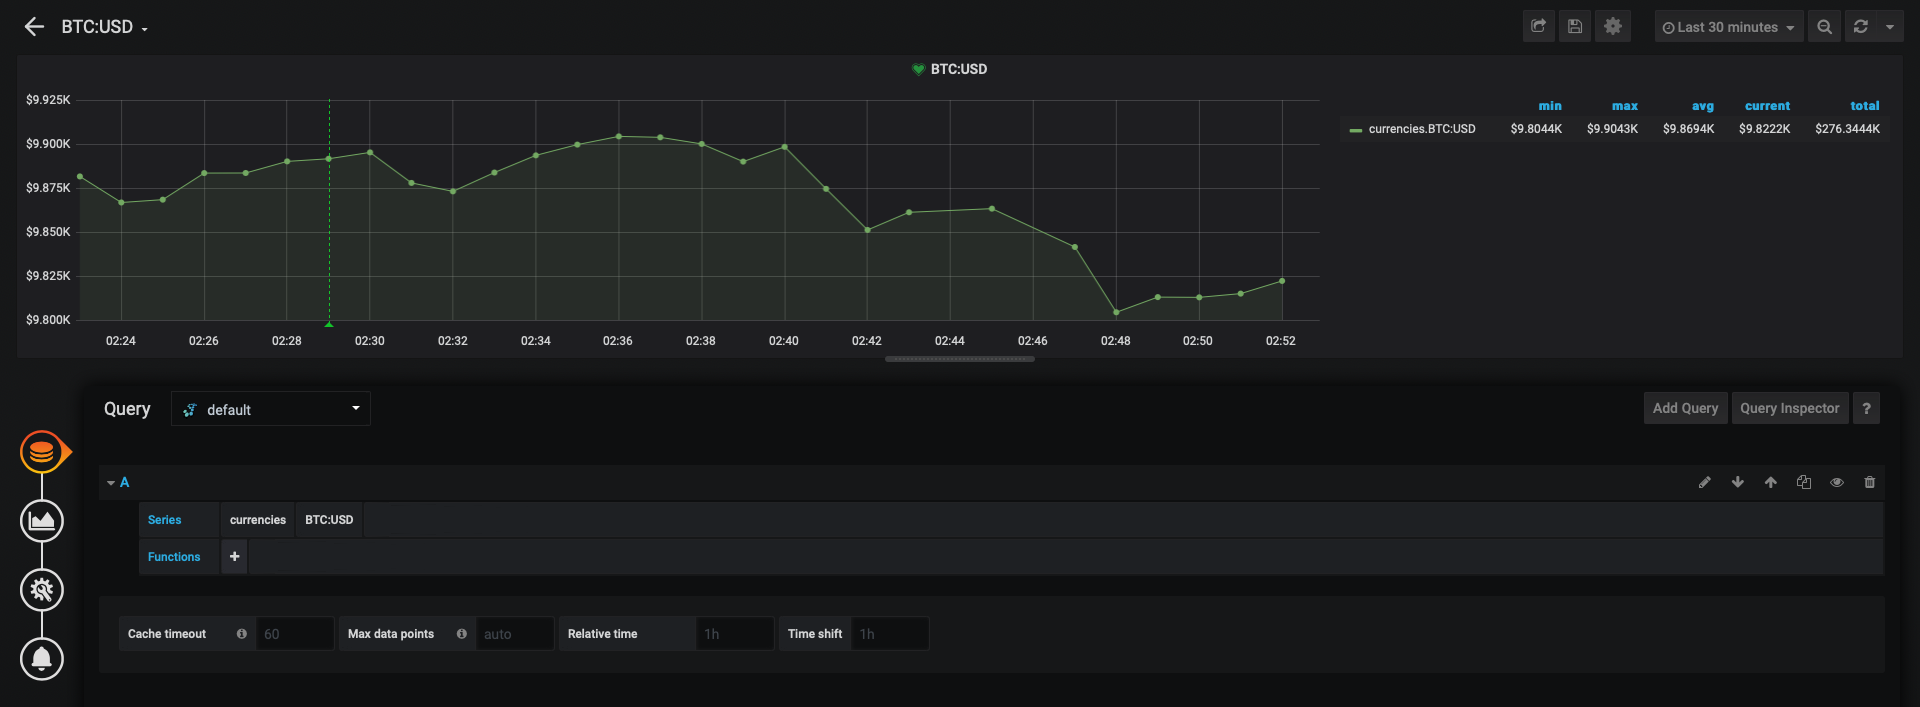 BTC:USD
Last 30 minutes
BTC:USD
$9.925K
$9.900K
$9.875K
$9.850K
$9.825K
$9.800K
02:24 02:26 02:28 02:30 02:32 02:34 02:36 02:38 02:40 02:42 02:44 02:46 02:48 02:50 02:52
min max avg current total
currencies.BTC:USD $9.8044K $9.9043K $9.8694K $9.8222K $276.3444K
Query default Add Query Query Inspector ?
A
Series currencies BTC:USD
Functions +
Cache timeout 60 Max data points auto Relative time 1h Time shift 1h